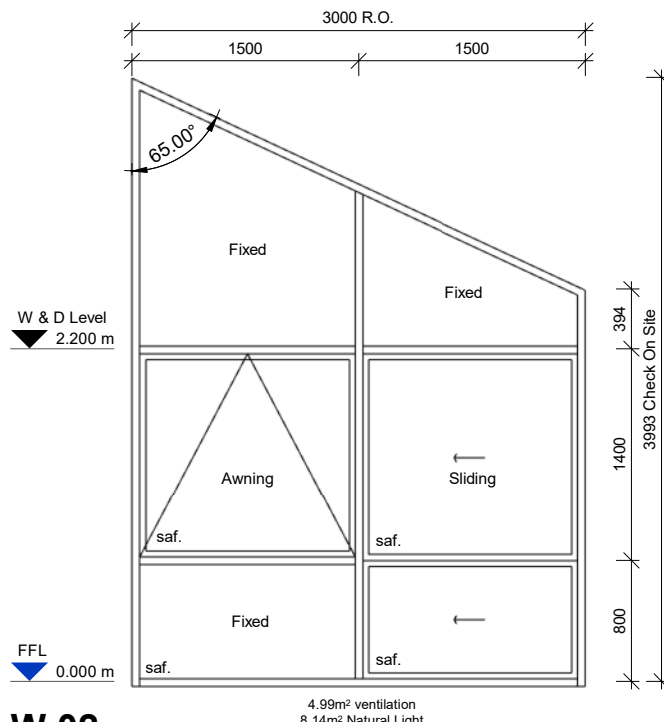 3000 R.O.
1500 1500
65.00°
Fixed
Fixed
W & D Level
2.200 m
394
3993 Check On Site
1400
Awning
Sliding
saf.
saf.
Fixed
800
FFL
0.000 m
saf.
saf.
4.99m² ventilation
8.14m² Natural Light